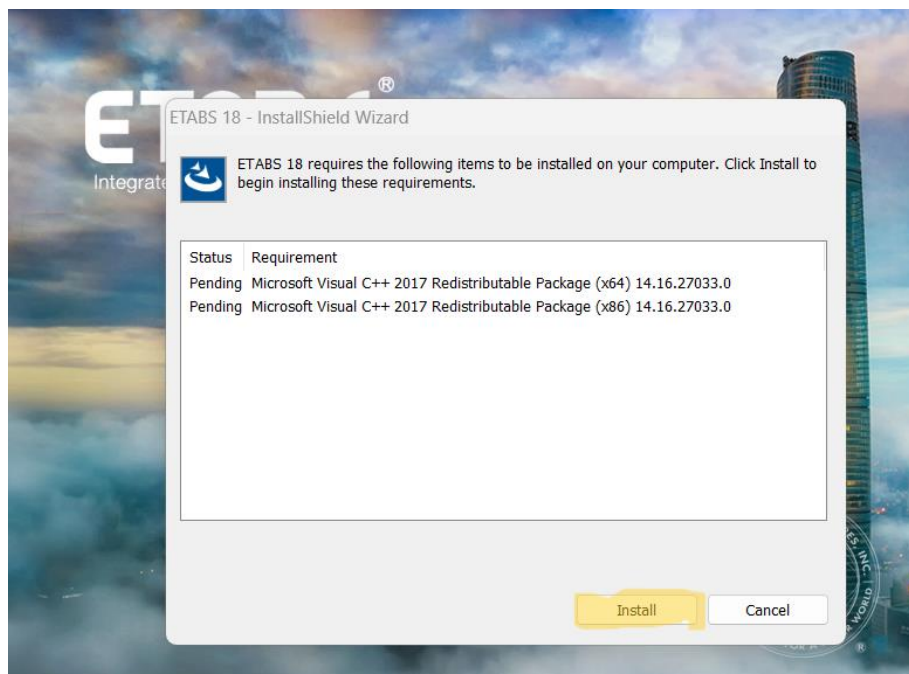 ®
ETABS 18 - InstallShield Wizard
Integrate
ETABS 18 requires the following items to be installed on your computer. Click Install to
begin installing these requirements.
Status Requirement
Pending Microsoft Visual C++ 2017 Redistributable Package (x64) 14.16.27033.0
Pending Microsoft Visual C++ 2017 Redistributable Package (x86) 14.16.27033.0
INC.
Install Cancel
WORLD
®